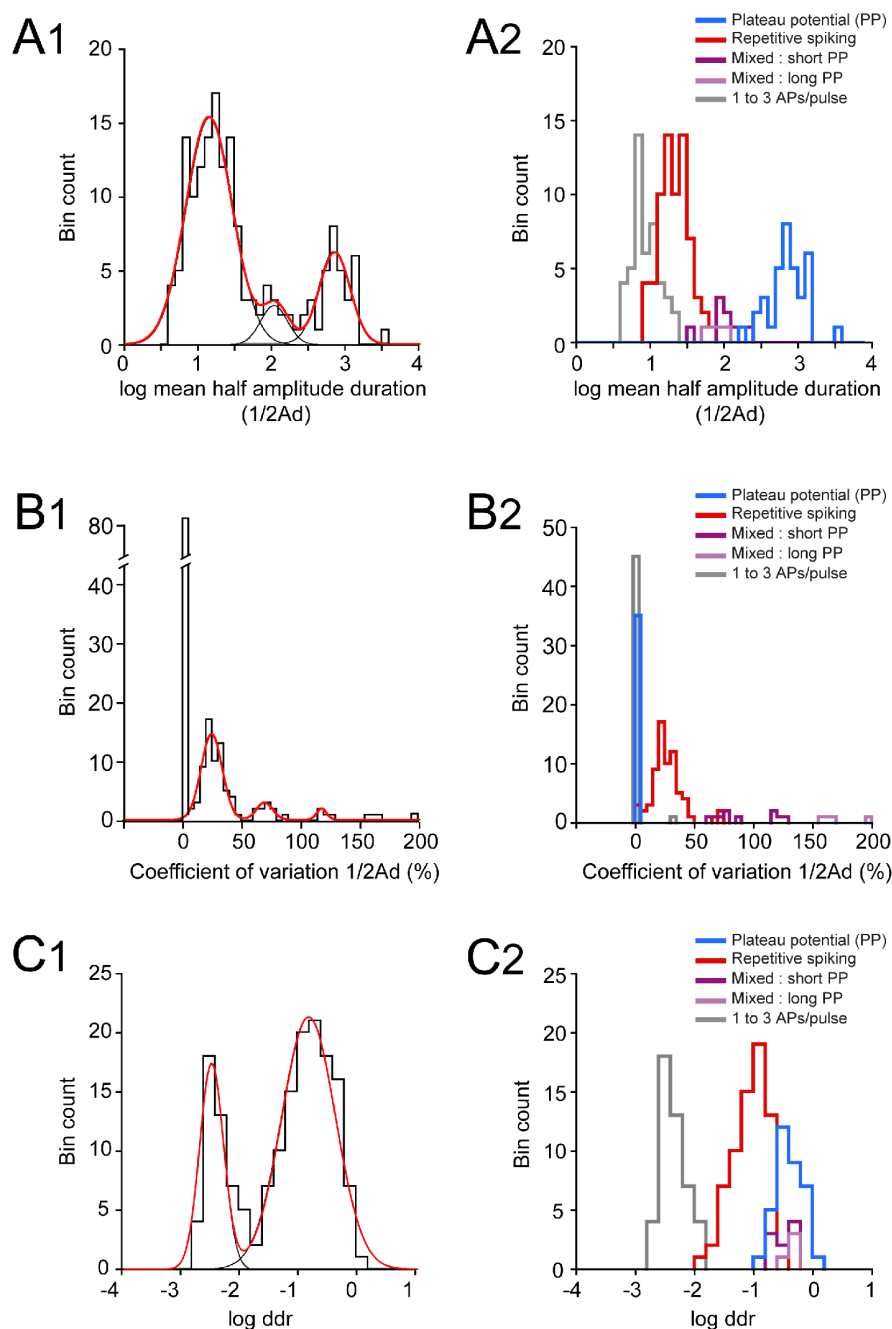 A1
20
15
10
5
0
Bin count
0
1
2
3
4
log mean half amplitude duration
(1/2Ad)
A2
Plateau potential (PP)
Repetitive spiking
Mixed : short PP
Mixed : long PP
1 to 3 APs/pulse
20
15
10
5
0
Bin count
0
1
2
3
4
log mean half amplitude duration
(1/2Ad)
B1
80
40
30
20
10
0
Bin count
0
50
100
150
200
Coefficient of variation 1/2Ad (%)
B2
Plateau potential (PP)
Repetitive spiking
Mixed : short PP
Mixed : long PP
1 to 3 APs/pulse
50
40
30
20
10
0
Bin count
0
50
100
150
200
Coefficient of variation 1/2Ad (%)
C1
25
20
15
10
5
0
Bin count
-4
-3
-2
-1
0
1
log ddr
C2
Plateau potential (PP)
Repetitive spiking
Mixed : short PP
Mixed : long PP
1 to 3 APs/pulse
25
20
15
10
5
0
Bin count
-4
-3
-2
-1
0
1
log ddr